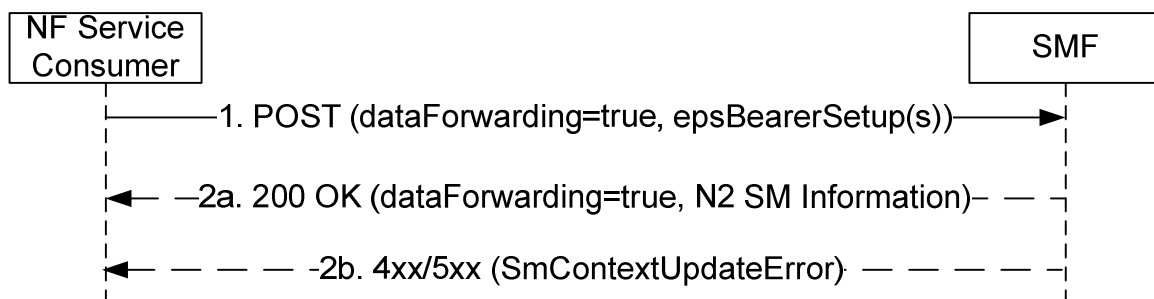 NF Service
Consumer
SMF
1. POST (dataForwarding=true, epsBearerSetup(s))
2a. 200 OK (dataForwarding=true, N2 SM Information)
2b. 4xx/5xx (SmContextUpdateError)